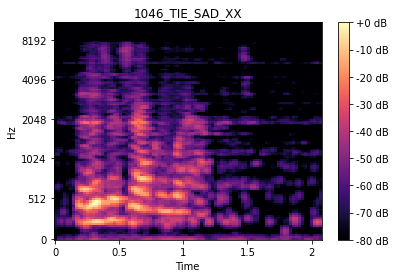 1046_TIE_SAD_XX
8192
4096
2048
1024
512
0
Hz
0
0.5
1
1.5
2
Time
+0 dB
-10 dB
-20 dB
-30 dB
-40 dB
-50 dB
-60 dB
-70 dB
-80 dB